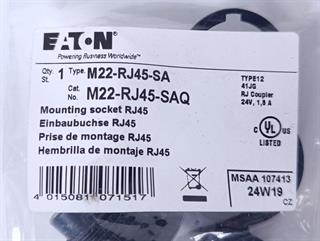 EATON
Powering Business Worldwide™
Qty. 1 Type. M22-RJ45-SA
St.
Cat. No. M22-RJ45-SAQ
TYPE12
41JG
RJ Coupler
24V, 1,5 A
Mounting socket RJ45
Einbaubuchse RJ45
Prise de montage RJ45
Hembrilla de montaje RJ45
C UL US
LISTED
4 015081 071517
MSAA 107413
24W19
CZ